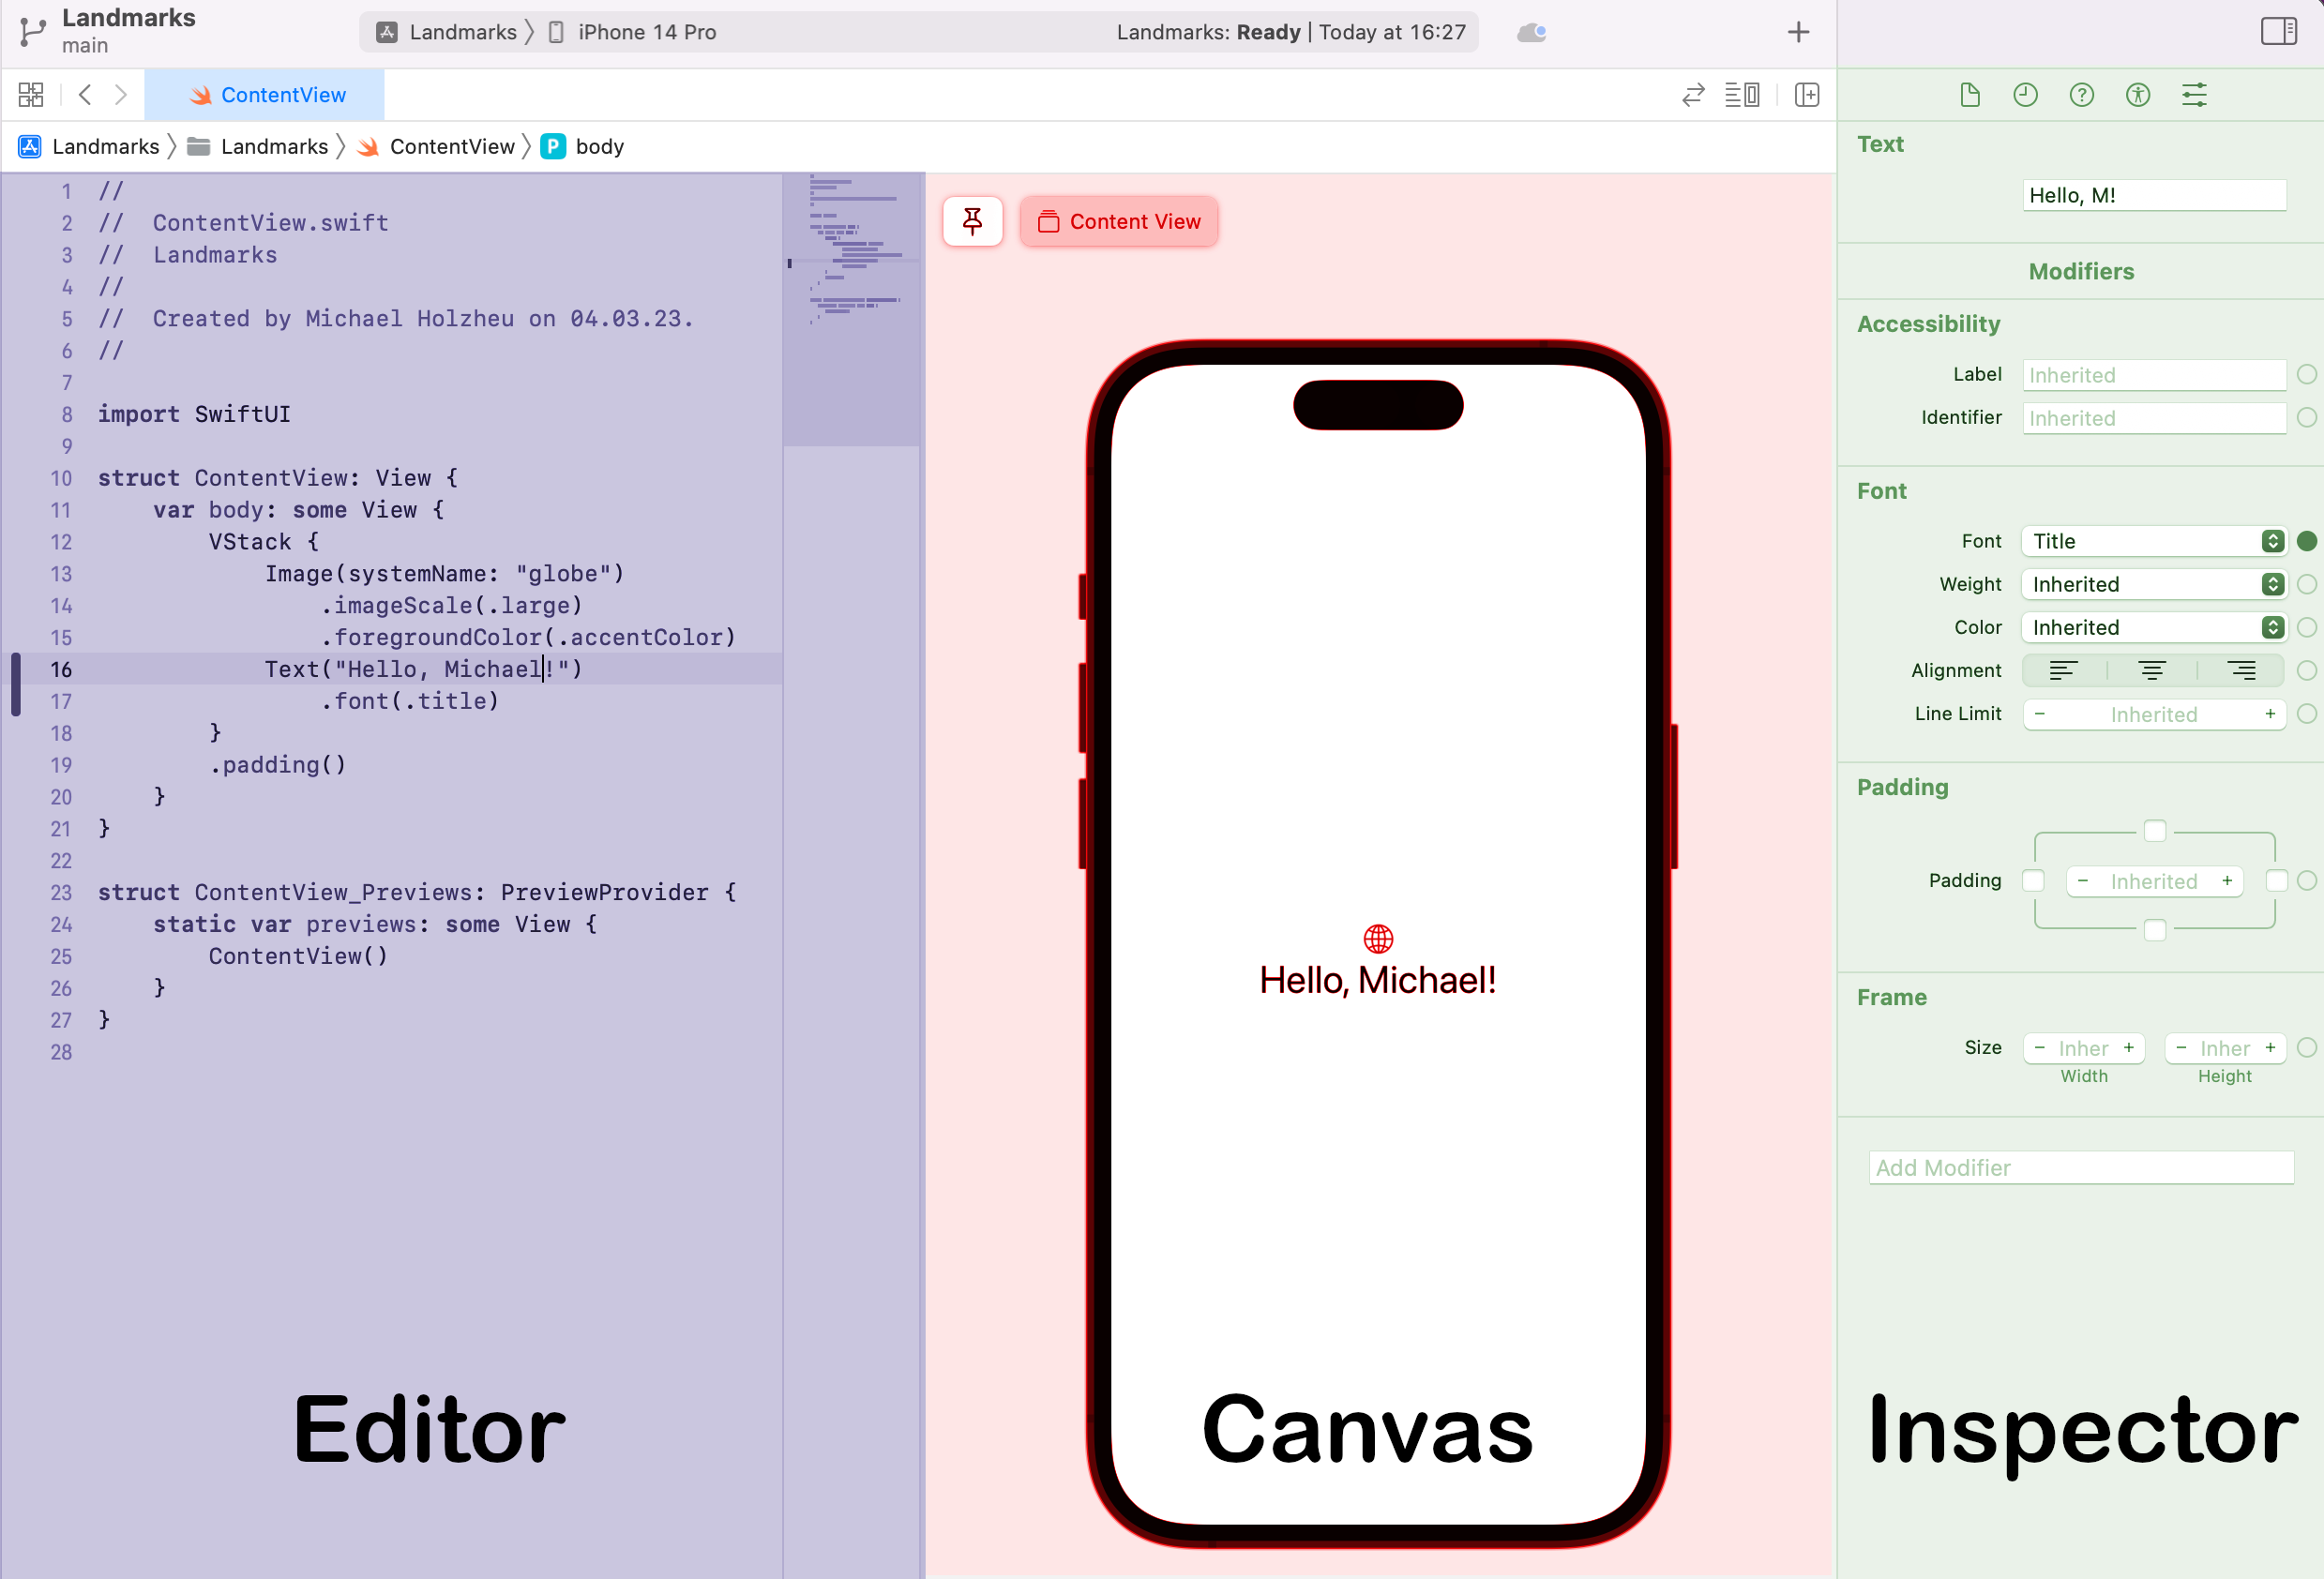 Landmarks
main
Landmarks
iPhone 14 Pro
Landmarks: Ready | Today at 16:27
ContentView
Landmarks
Landmarks
ContentView
P
body
1 //
2 //  ContentView.swift
3 //  Landmarks
4 //
5 //  Created by Michael Holzheu on 04.03.23.
6 //
7
8 import SwiftUI
9
10 struct ContentView: View {
11     var body: some View {
12         VStack {
13             Image(systemName: "globe")
14                 .imageScale(.large)
15                 .foregroundColor(.accentColor)
16             Text("Hello, Michael!")
17                 .font(.title)
18         }
19         .padding()
20     }
21 }
22
23 struct ContentView_Previews: PreviewProvider {
24     static var previews: some View {
25         ContentView()
26     }
27 }
28
Editor
Content View
Hello, Michael!
Canvas
Text
Hello, M!
Modifiers
Accessibility
Label Inherited
Identifier Inherited
Font
Font Title
Weight Inherited
Color Inherited
Alignment
Line Limit − Inherited +
Padding
Padding − Inherited +
Frame
Size − Inher + − Inher +
Width Height
Add Modifier
Inspector